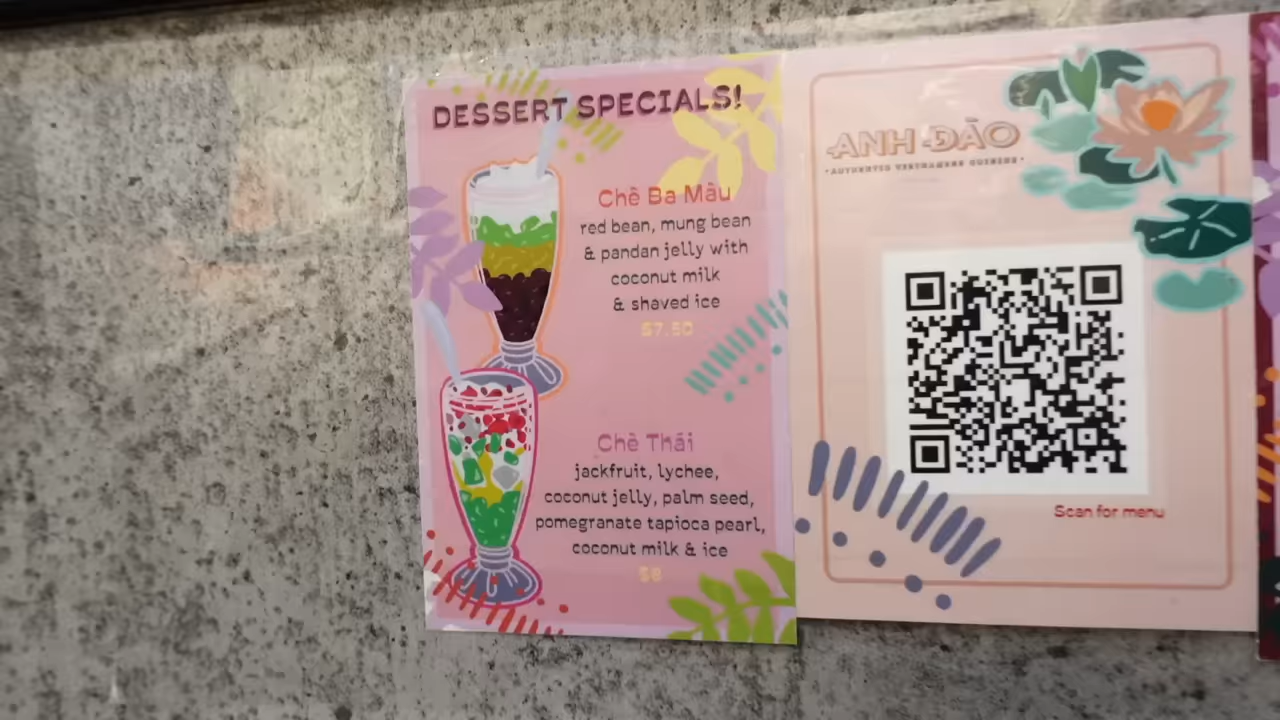 DESSERT SPECIALS!
Chè Ba Màu
red bean, mung bean
& pandan jelly with
coconut milk
& shaved ice
$7.50
Chè Thái
jackfruit, lychee,
coconut jelly, palm seed,
pomegranate tapioca pearl,
coconut milk & ice
$8
ANH ĐÀO
• AUTHENTIC VIETNAMESE CUISINE •
Scan for menu